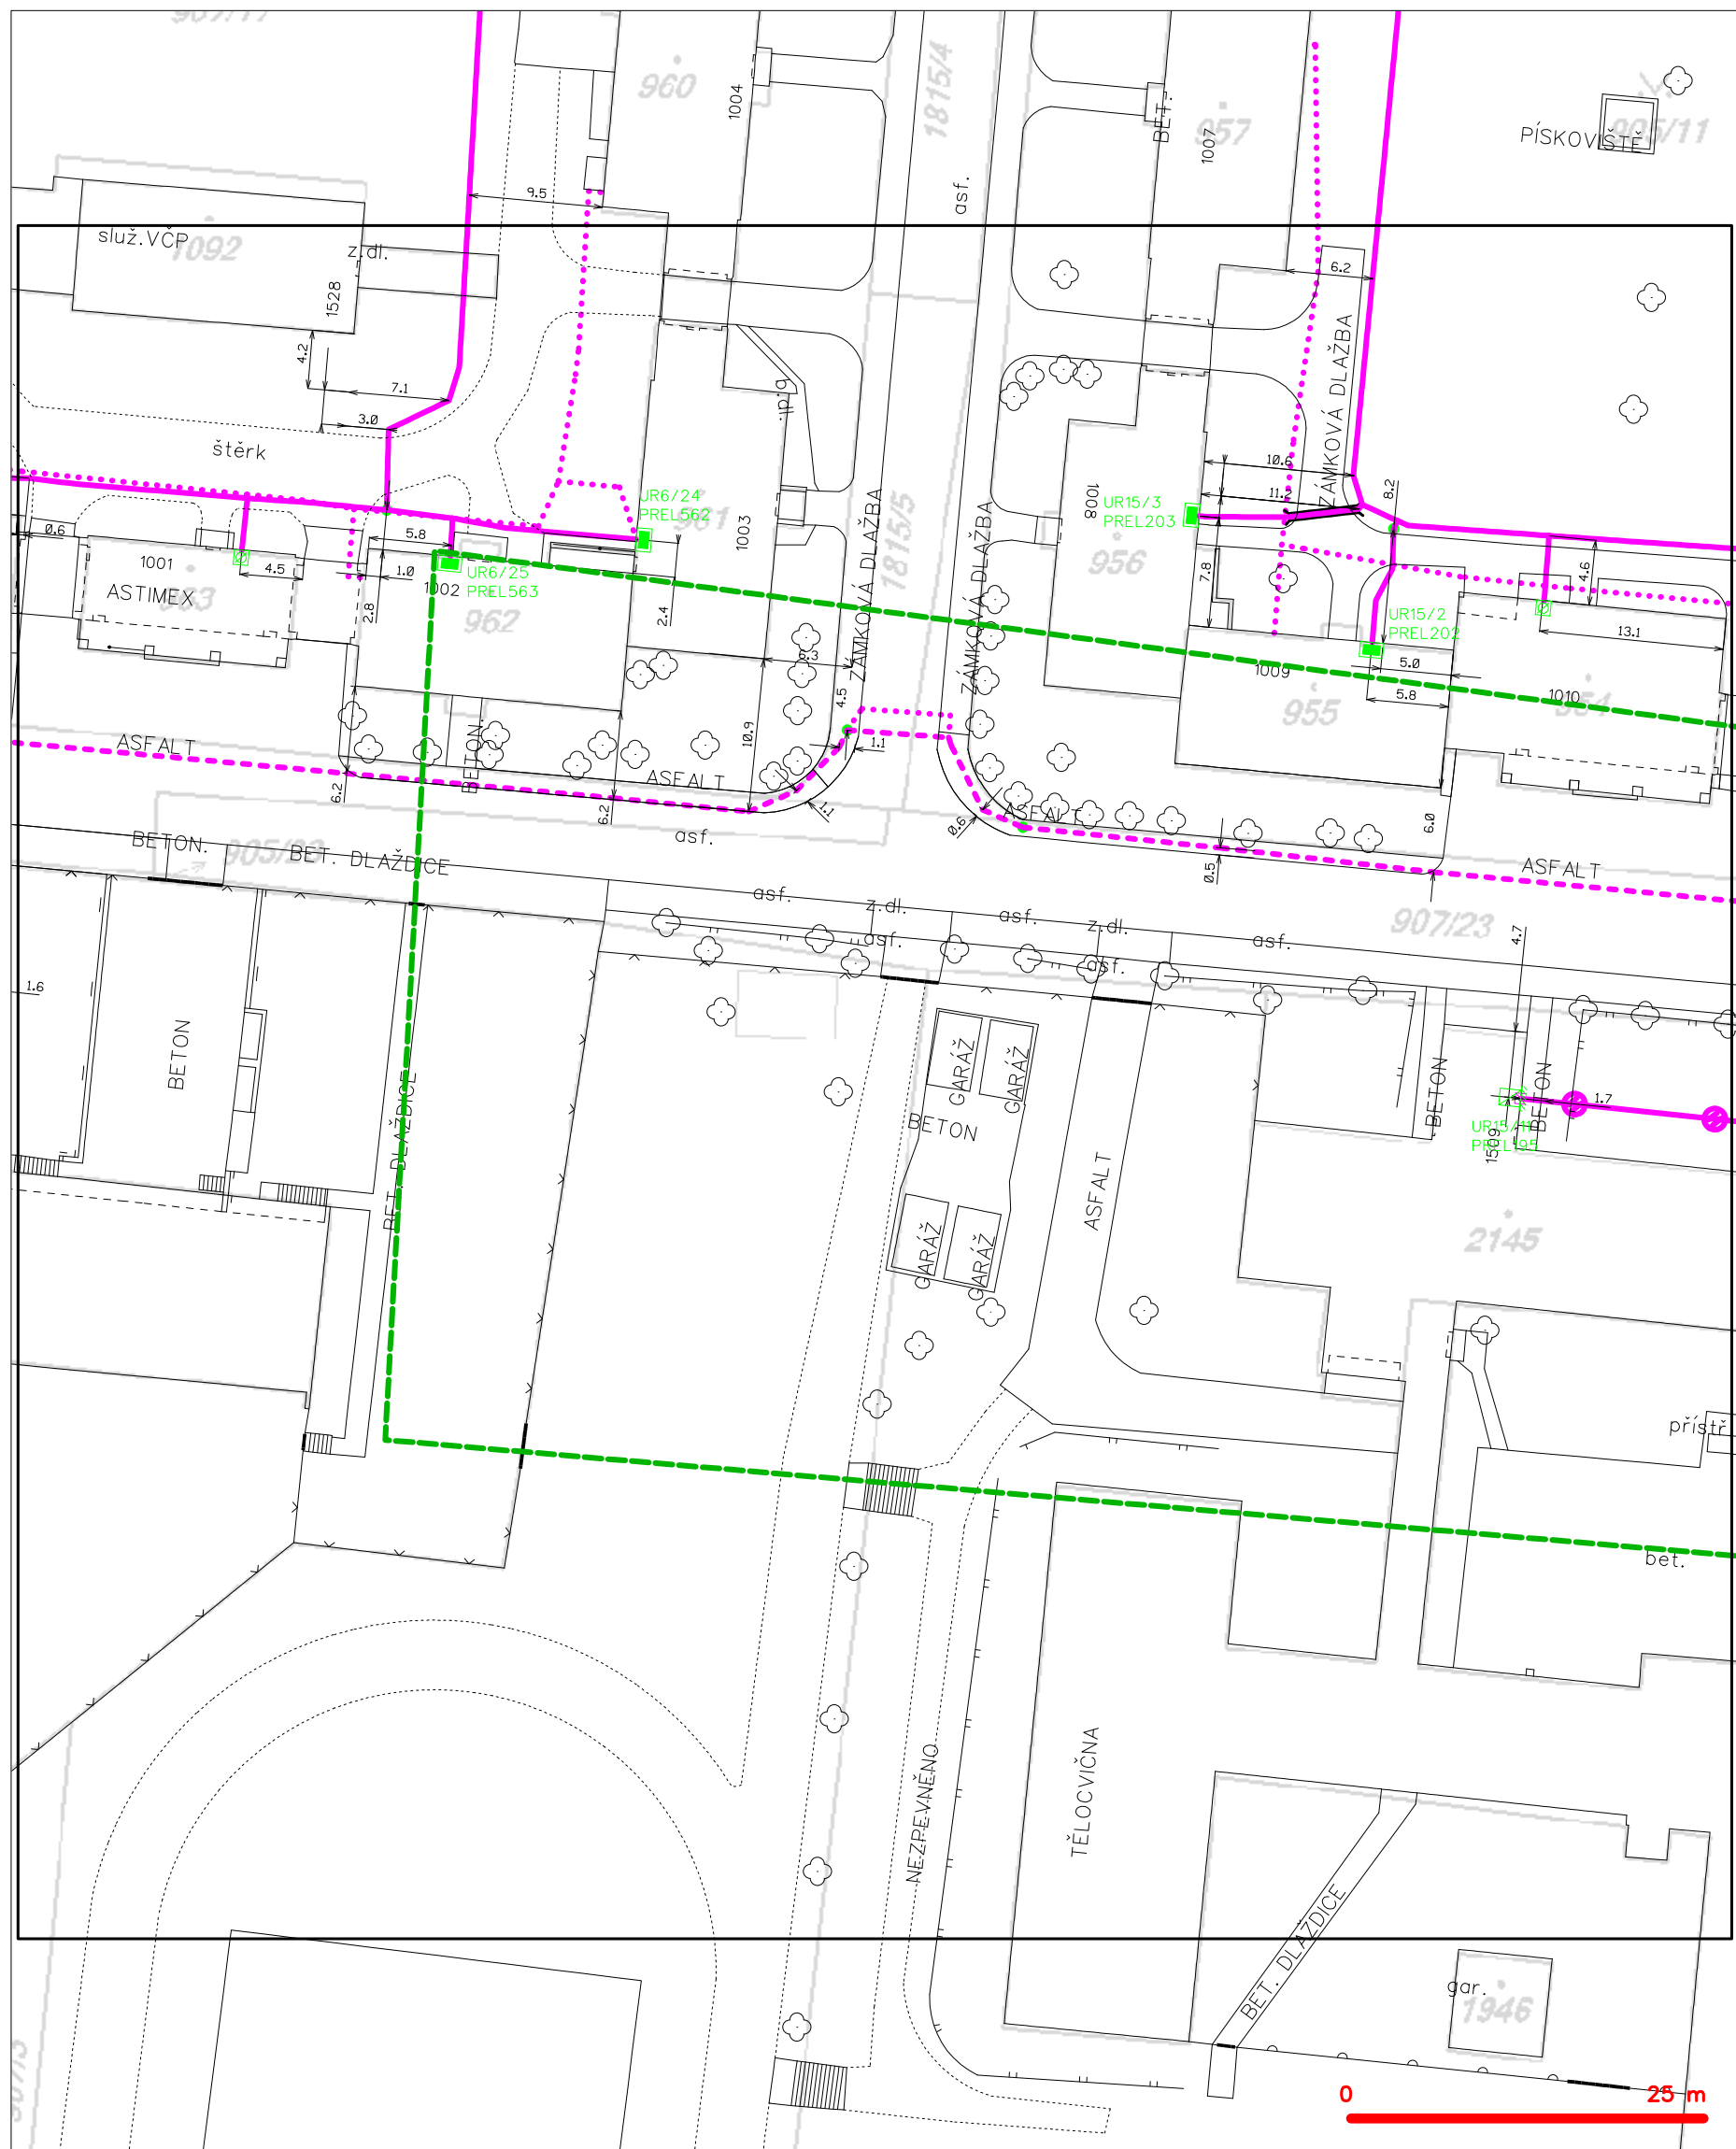 960
1004
1815/4
BET.
957
1007
PÍSKOVIŠTĚ
905/11
asf.
9.5
služ.VČP
1092
z.dl.
1528
6.2
4.2
7.1
3.0
ZÁMKOVÁ DLAŽBA
štěrk
b.dl.
10.6
11.2
8.2
UR6/24
PREL562
1003
1008
UR15/3
PREL203
956
0.6
5.8
1001
4.5
1.0
1002
2.8
ASTIMEX
UR6/25
PREL563
962
2.4
1815/5
ZÁMKOVÁ DLAŽBA
ZÁMKOVÁ DLAŽBA
7.8
4.6
UR15/2
PREL202
13.1
6.3
5.0
5.8
1009
1010
955
4.5
10.9
1.1
ASFALT
BETON.
ASFALT
6.2
6.2
1.1
asf.
0.6
ASFALT
0.5
6.0
ASFALT
BETON.
BET. DLAŽDICE
asf.
z.dl.
asf.
z.dl.
asf.
asf.
asf.
907/23
4.7
1.6
BETON
BET. DLAŽDICE
GARÁŽ
GARÁŽ
BETON
BETON
BETON
1.7
UR15/11
PREL195
1509
ASFALT
GARÁŽ
GARÁŽ
2145
přístř.
bet.
NEZPEVNĚNO
TĚLOCVIČNA
BET. DLAŽDICE
gar.
1946
0
25 m